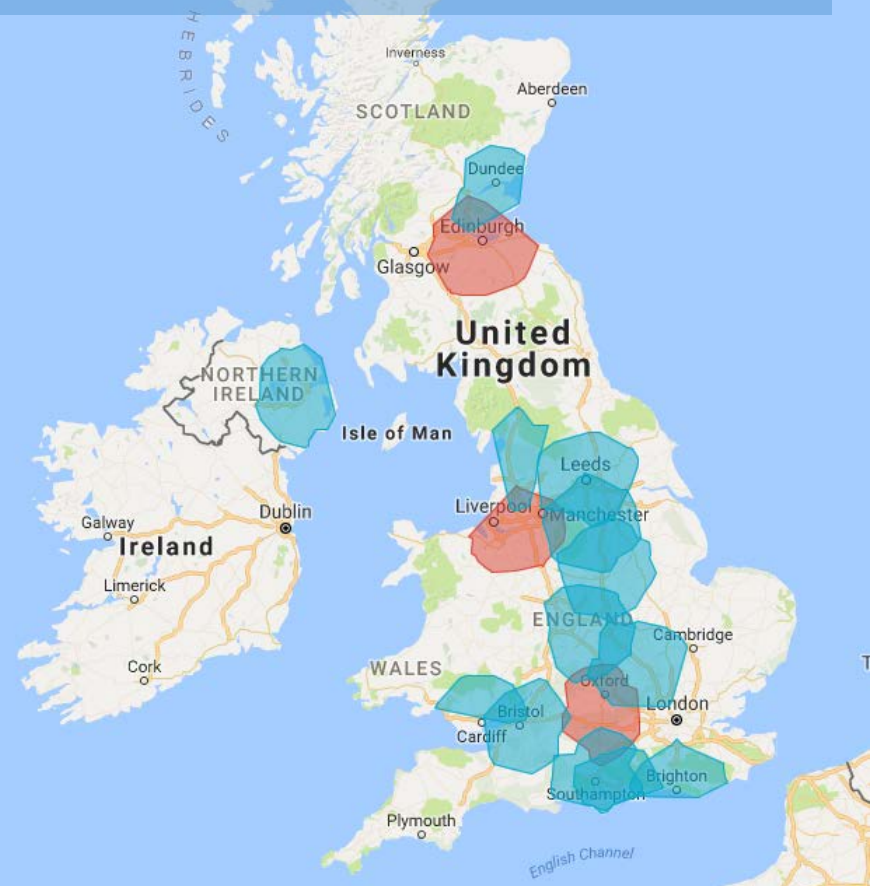 HEBRIDES
Inverness
Aberdeen
SCOTLAND
Dundee
Edinburgh
Glasgow
United
Kingdom
NORTHERN
IRELAND
Isle of Man
Leeds
Liverpool
Manchester
Dublin
Galway
Ireland
Limerick
ENGLAND
Cambridge
Cork
WALES
Oxford
London
Bristol
Cardiff
Brighton
Southampton
Plymouth
English Channel
T